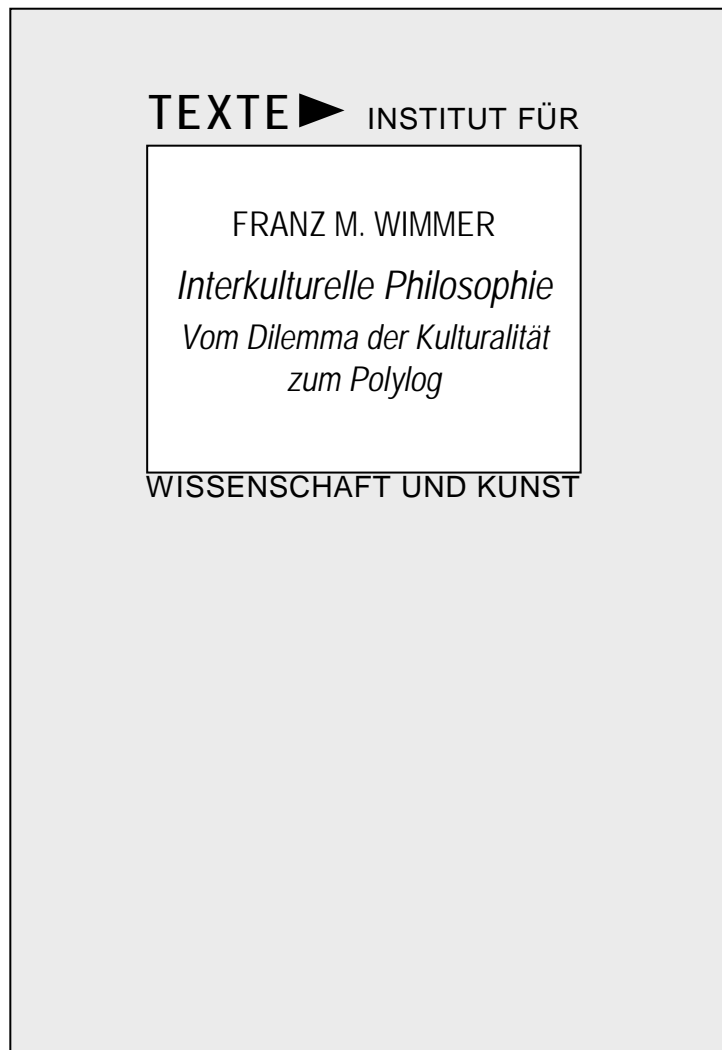 TEXTE▶ INSTITUT FÜR
FRANZ M. WIMMER
Interkulturelle Philosophie
Vom Dilemma der Kulturalität
zum Polylog
WISSENSCHAFT UND KUNST